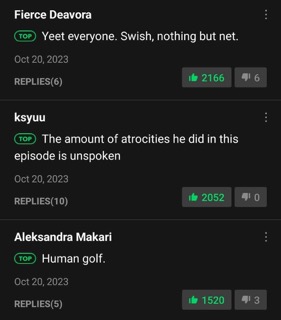 Fierce Deavora
TOP Yeet everyone. Swish, nothing but net.
Oct 20, 2023
REPLIES(6)
2166
6
ksyuu
TOP The amount of atrocities he did in this
episode is unspoken
Oct 20, 2023
REPLIES(10)
2052
0
Aleksandra Makari
TOP Human golf.
Oct 20, 2023
REPLIES(5)
1520
3